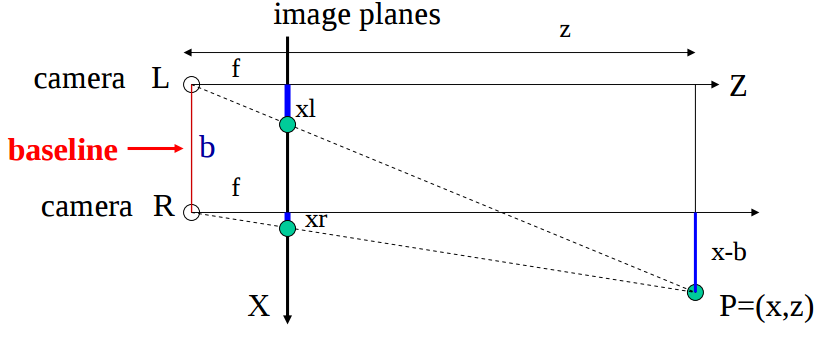 image planes
z
camera L
f
Z
xl
baseline
b
f
camera R
xr
x-b
X
P=(x,z)